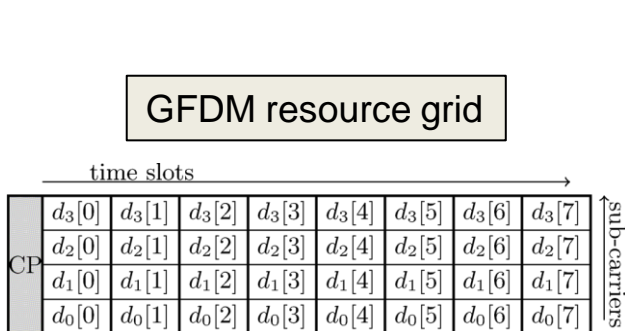 GFDM resource grid
time slots
d₃[0] d₃[1] d₃[2] d₃[3] d₃[4] d₃[5] d₃[6] d₃[7]
d₂[0] d₂[1] d₂[2] d₂[3] d₂[4] d₂[5] d₂[6] d₂[7]
CP
d₁[0] d₁[1] d₁[2] d₁[3] d₁[4] d₁[5] d₁[6] d₁[7]
d₀[0] d₀[1] d₀[2] d₀[3] d₀[4] d₀[5] d₀[6] d₀[7]
sub-carriers